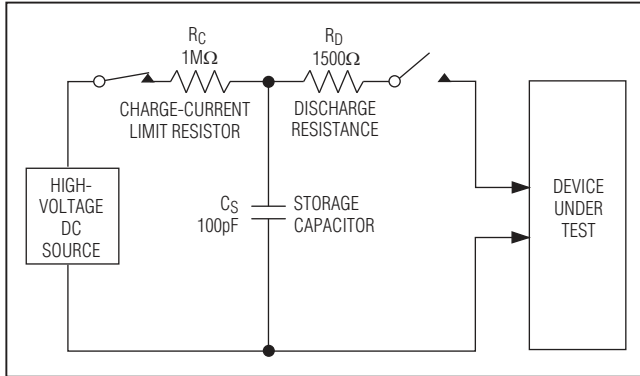 RC
1MΩ
CHARGE-CURRENT
LIMIT RESISTOR
RD
1500Ω
DISCHARGE
RESISTANCE
HIGH-
VOLTAGE
DC
SOURCE
CS
100pF
STORAGE
CAPACITOR
DEVICE
UNDER
TEST